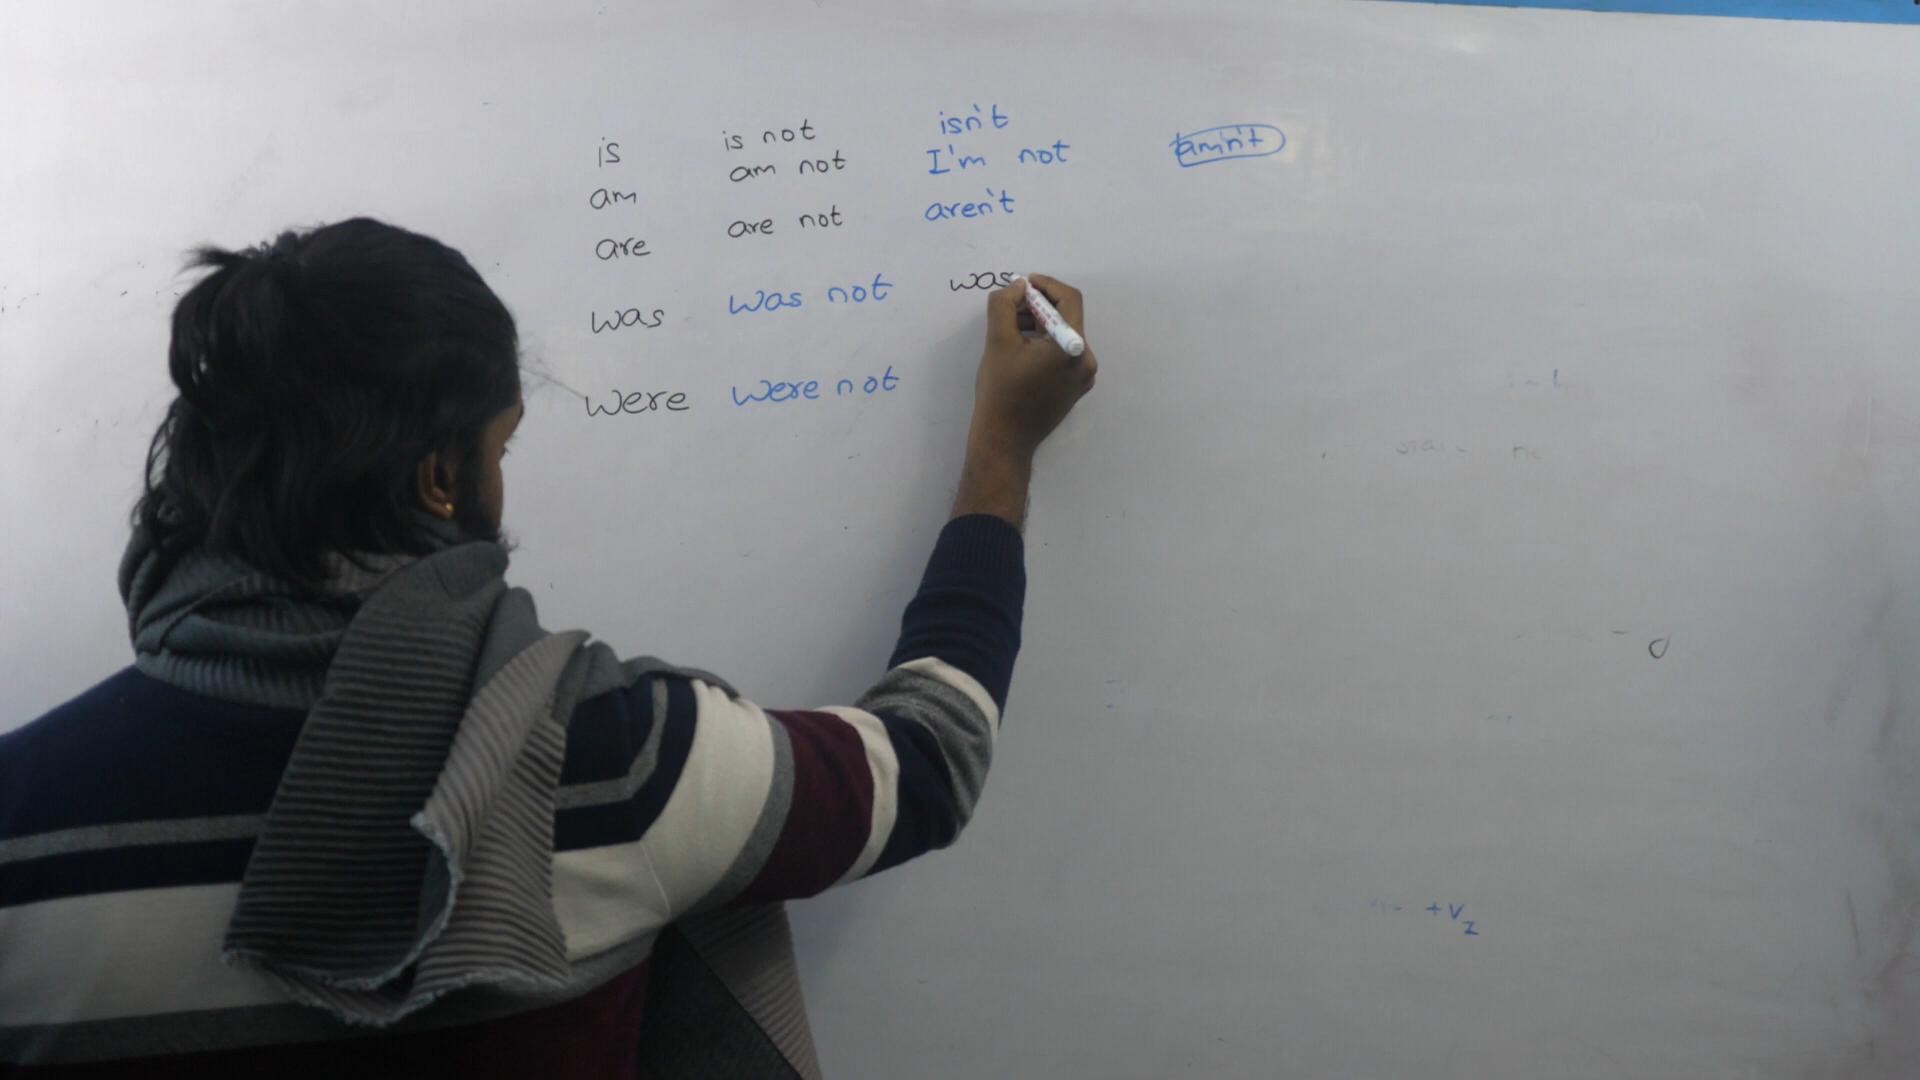 is is not isn't
am am not I'm not amn't
are are not aren't
was was not was
were were not
+V